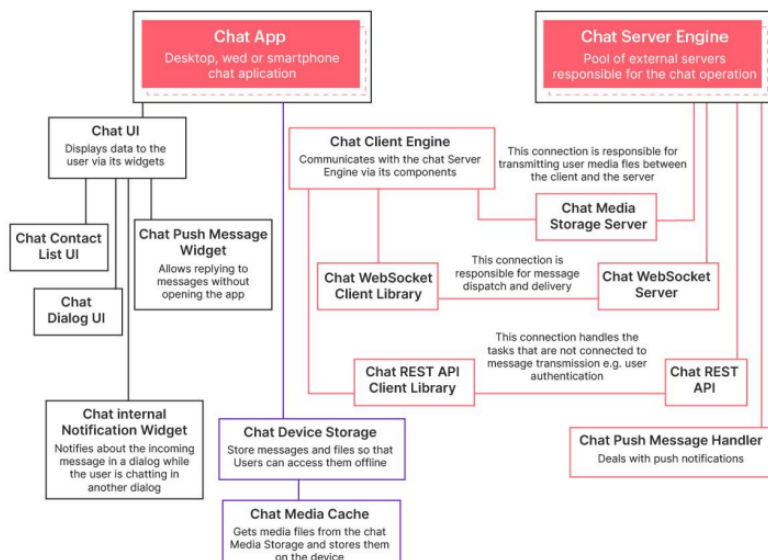 Chat App
Desktop, wed or smartphone
chat aplication
Chat Server Engine
Pool of external servers
responsible for the chat operation
Chat UI
Displays data to the
user via its widgets
Chat Client Engine
Communicates with the chat Server
Engine via its components
This connection is responsible for
transmitting user media fles between
the client and the server
Chat Contact
List UI
Chat Push Message
Widget
Allows replying to
messages without
opening the app
Chat Media
Storage Server
Chat
Dialog UI
Chat WebSocket
Client Library
This connection is
responsible for message
dispatch and delivery
Chat WebSocket
Server
Chat REST API
Client Library
This connection handles the
tasks that are not connected to
message transmission e.g. user
authentication
Chat REST
API
Chat internal
Notification Widget
Notifies about the incoming
message in a dialog while
the user is chatting in
another dialog
Chat Device Storage
Store messages and files so that
Users can access them offline
Chat Push Message Handler
Deals with push notifications
Chat Media Cache
Gets media files from the chat
Media Storage and stores them
on the device